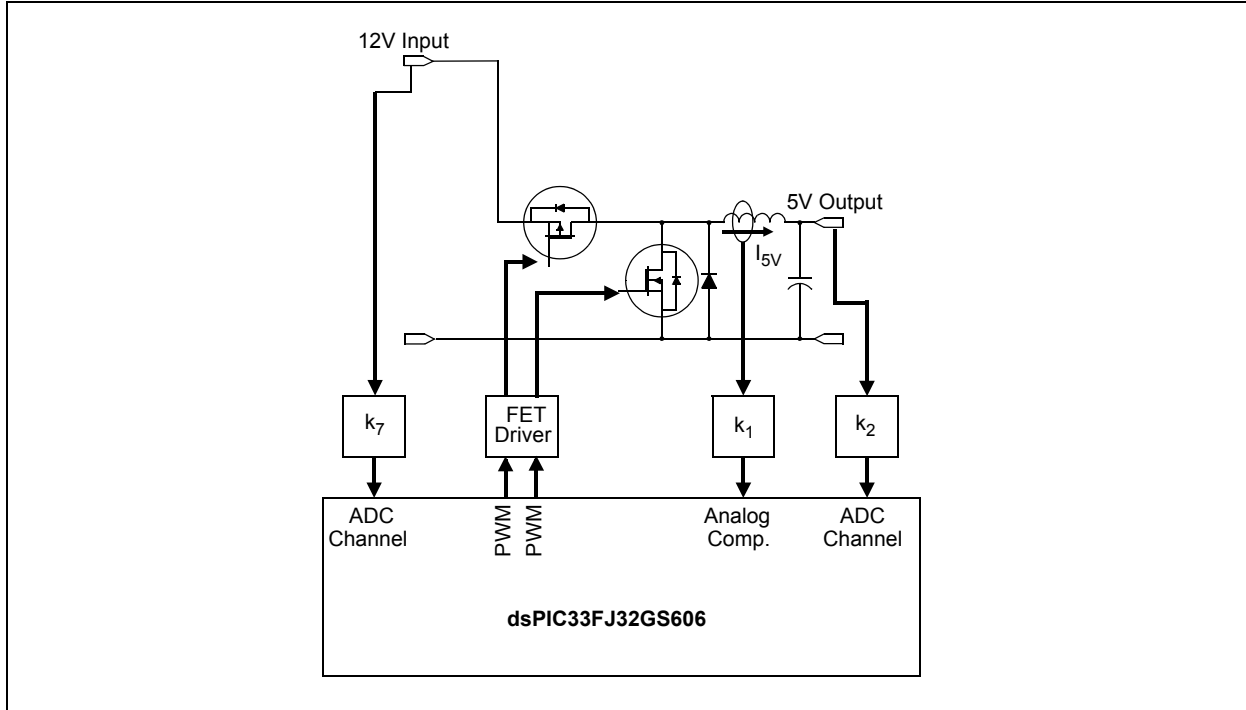 12V Input
5V Output
I5V
k7
FET
Driver
k1
k2
ADC
Channel
PWM
PWM
Analog
Comp.
ADC
Channel
dsPIC33FJ32GS606